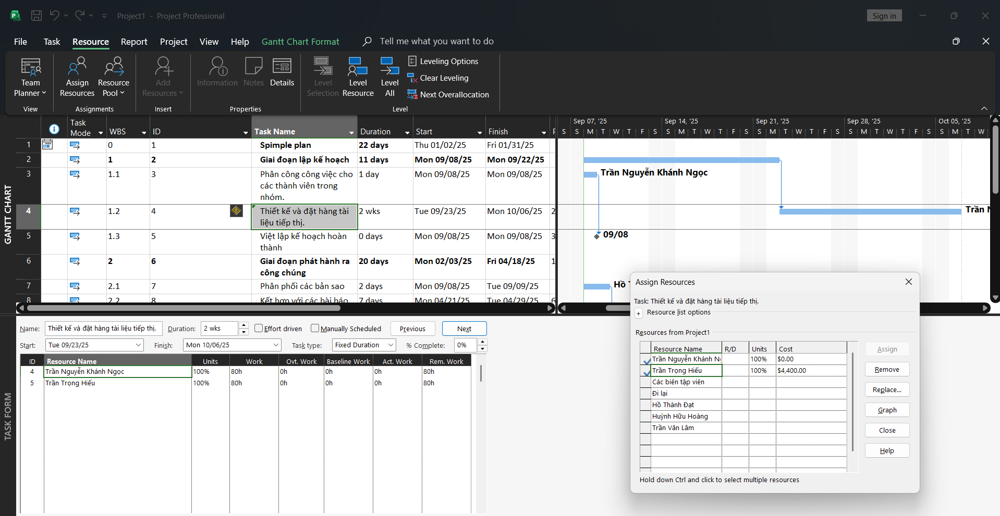 Project1 - Project Professional
Sign in
File Task Resource Report Project View Help Gantt Chart Format Tell me what you want to do
Team Planner
View
Assign Resources
Resource Pool
Assignments
Add Resources
Insert
Information
Notes
Details
Properties
Level Selection
Level Resource
Level All
Leveling Options
Clear Leveling
Next Overallocation
Level
GANTT CHART
Task Mode WBS ID Task Name Duration Start Finish
1 0 1 Spimple plan 22 days Thu 01/02/25 Fri 01/31/25
2 1 2 Giai đoạn lập kế hoạch 11 days Mon 09/08/25 Mon 09/22/25
3 1.1 3 Phân công công việc cho 1 day Mon 09/08/25 Mon 09/08/25
các thành viên trong
nhóm.
4 1.2 4 Thiết kế và đặt hàng tài 2 wks Tue 09/23/25 Mon 10/06/25 2
liệu tiếp thị.
5 1.3 5 Việt lập kế hoạch hoàn 0 days Mon 09/08/25 Mon 09/08/25 3
thành
6 2 6 Giai đoạn phát hành ra 20 days Mon 02/03/25 Fri 04/18/25 1
công chúng
7 2.1 7 Phân phối các bản sao 2 days Mon 09/08/25 Tue 09/09/25
8 2.2 8 Kết hợp với các bài báo 7 days Mon 04/21/25 Tue 04/29/25 6
Sep 07, '25 Sep 14, '25 Sep 21, '25 Sep 28, '25 Oct 05, '25
S S M T W T F S S M T W T F S S M T W T F S S M T W T F S S M T W
Trần Nguyễn Khánh Ngọc
Trần N
09/08
Hồ T
TASK FORM
Name: Thiết kế và đặt hàng tài liệu tiếp thị. Duration: 2 wks Effort driven Manually Scheduled Previous Next
Start: Tue 09/23/25 Finish: Mon 10/06/25 Task type: Fixed Duration % Complete: 0%
ID Resource Name Units Work Ovt. Work Baseline Work Act. Work Rem. Work
4 Trần Nguyễn Khánh Ngọc 100% 80h 0h 0h 0h 80h
5 Trần Trọng Hiếu 100% 80h 0h 0h 0h 80h
Assign Resources
Task: Thiết kế và đặt hàng tài liệu tiếp thị.
+ Resource list options
Resources from Project1
Resource Name R/D Units Cost
Trần Nguyễn Khánh N 100% $0.00
Trần Trọng Hiếu 100% $4,400.00
Các biên tập viên
Đi lại
Hồ Thành Đạt
Huỳnh Hữu Hoàng
Trần Văn Lâm
Assign
Remove
Replace...
Graph
Close
Help
Hold down Ctrl and click to select multiple resources